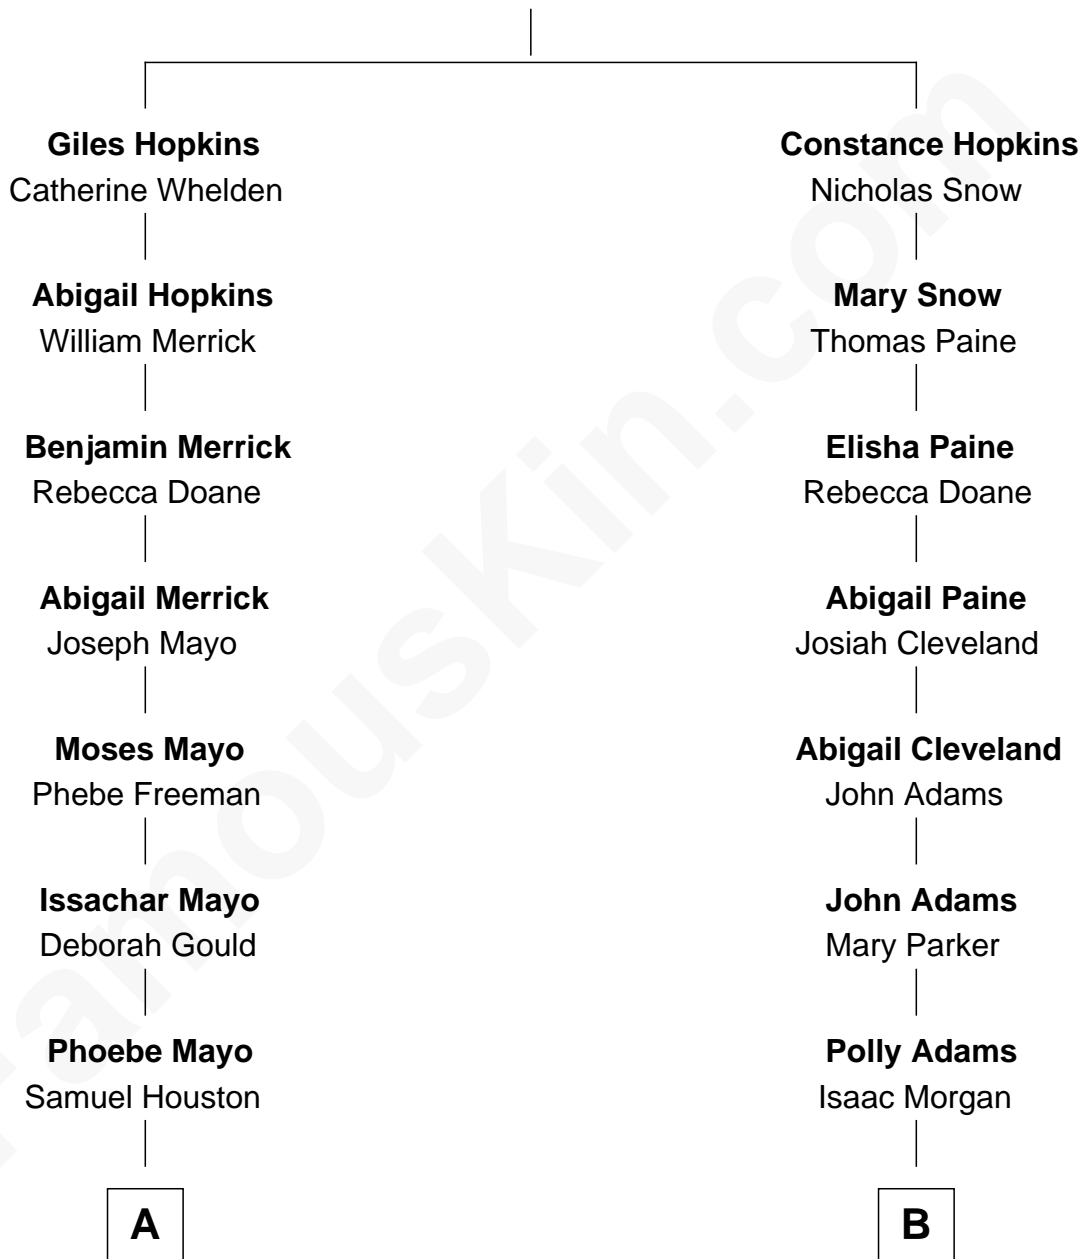 Giles Hopkins
Catherine Whelden
Abigail Hopkins
William Merrick
Benjamin Merrick
Rebecca Doane
Abigail Merrick
Joseph Mayo
Moses Mayo
Phebe Freeman
Issachar Mayo
Deborah Gould
Phoebe Mayo
Samuel Houston
A
Constance Hopkins
Nicholas Snow
Mary Snow
Thomas Paine
Elisha Paine
Rebecca Doane
Abigail Paine
Josiah Cleveland
Abigail Cleveland
John Adams
John Adams
Mary Parker
Polly Adams
Isaac Morgan
B
FamousKin.com